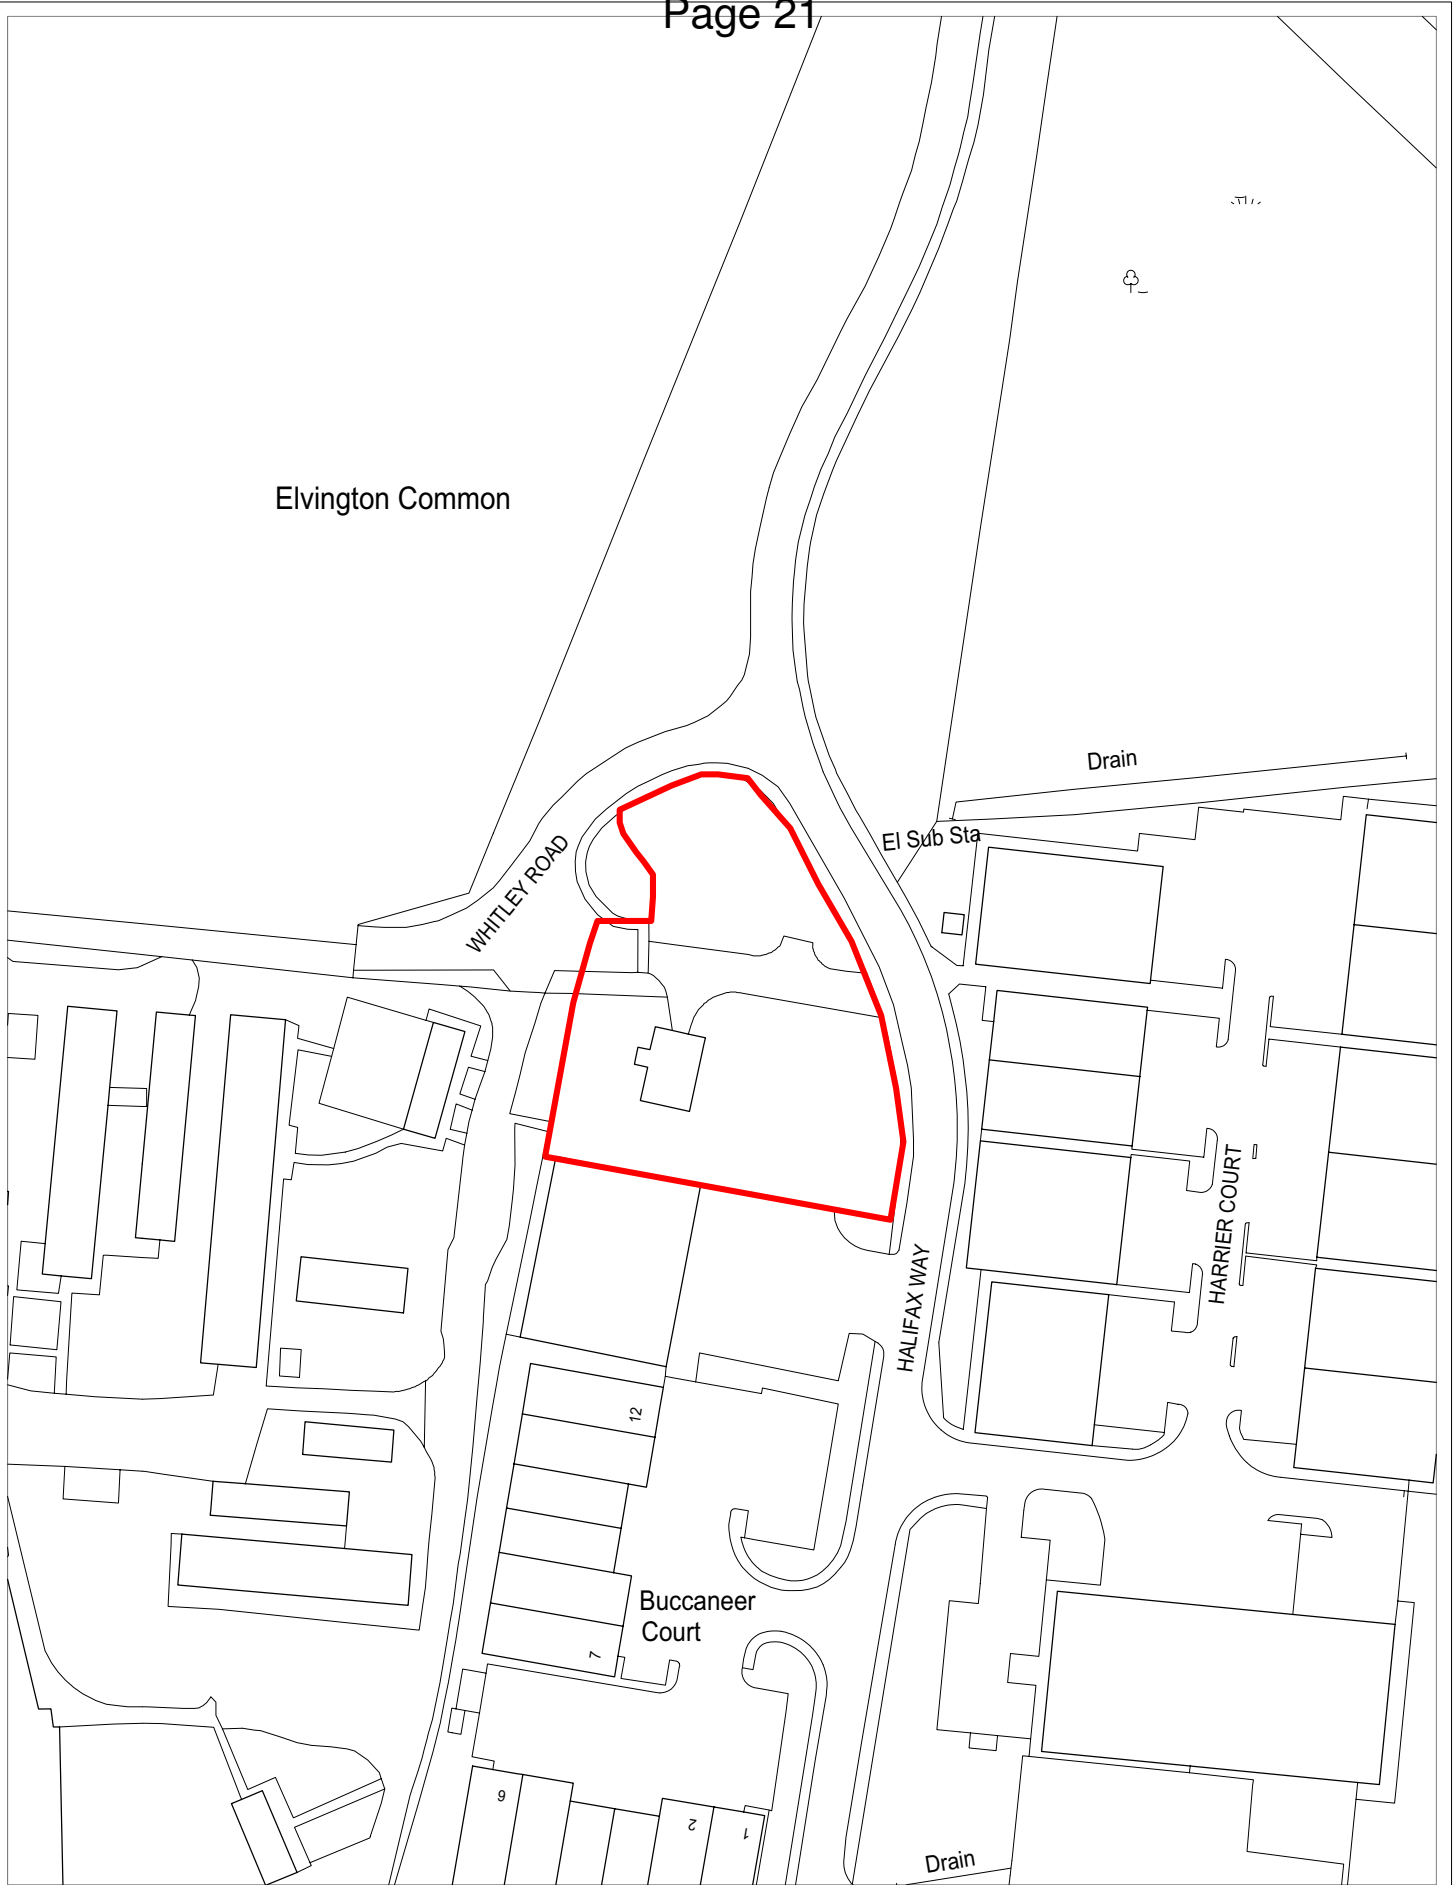 Page 21
Elvington Common
Drain
El Sub Sta
WHITLEY ROAD
HARRIER COURT
HALIFAX WAY
12
Buccaneer
Court
7
6
2
1
Drain